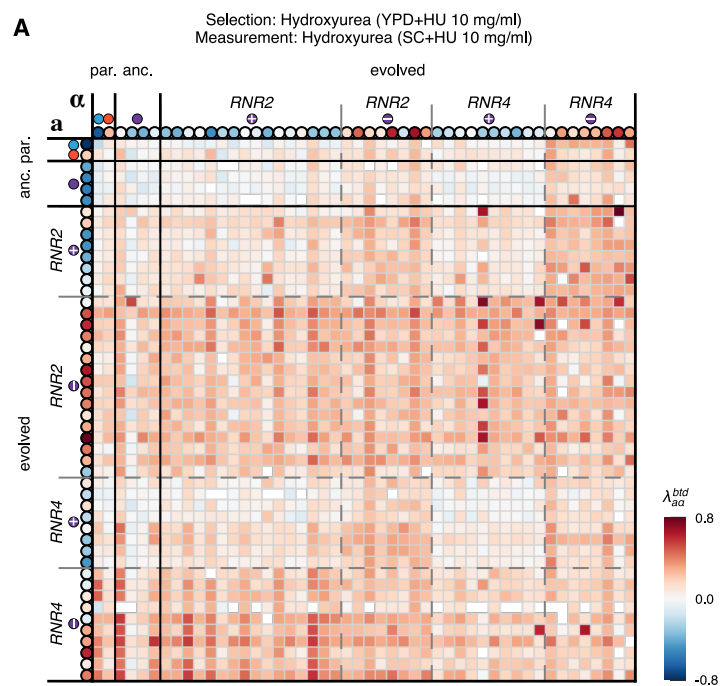 A
Selection: Hydroxyurea (YPD+HU 10 mg/ml)
Measurement: Hydroxyurea (SC+HU 10 mg/ml)
par. anc. evolved
α RNR2 RNR2 RNR4 RNR4
+ − + −
a
par.
anc.
RNR2 +
RNR2 −
evolved
RNR4 +
RNR4 −
λ btd aα
0.8
0.0
-0.8